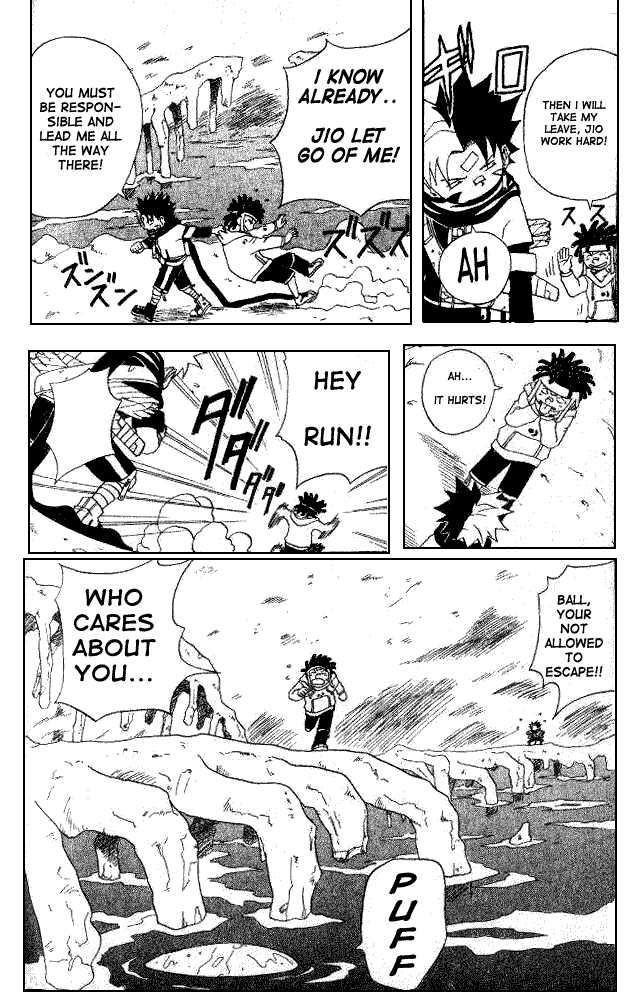 THEN I WILL
TAKE MY
LEAVE, JIO
WORK HARD!
ギロ
スス
AH
I KNOW
ALREADY..
JIO LET
GO OF ME!
YOU MUST
BE RESPON-
SIBLE AND
LEAD ME ALL
THE WAY
THERE!
ズズズ
ズンズン
AH...
IT HURTS!
HEY
RUN!!
ダダダダダ
BALL,
YOUR
NOT
ALLOWED
TO
ESCAPE!!
WHO
CARES
ABOUT
YOU...
PUFF